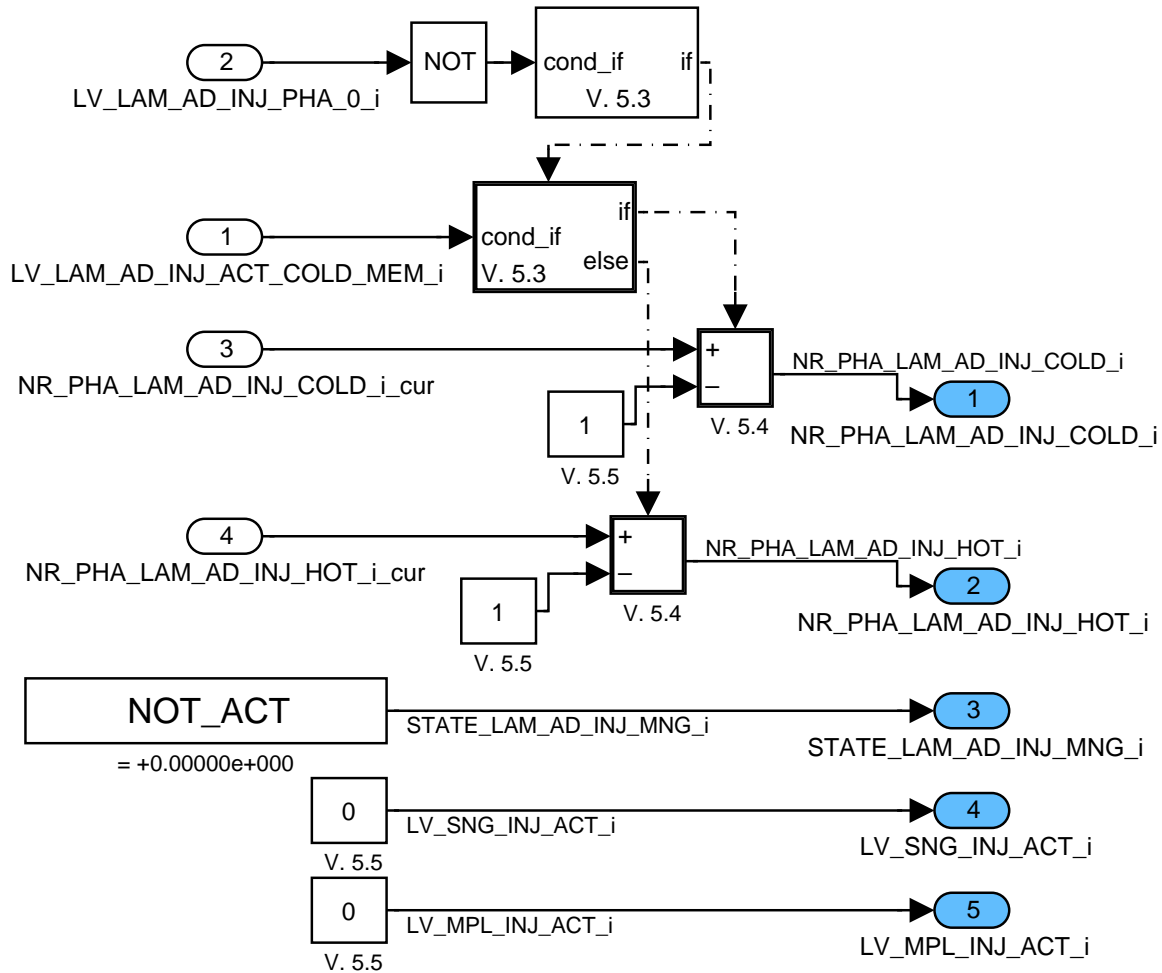 2
NOT
cond_if
if
V. 5.3
LV_LAM_AD_INJ_PHA_0_i
1
cond_if
if
else
V. 5.3
LV_LAM_AD_INJ_ACT_COLD_MEM_i
3
NR_PHA_LAM_AD_INJ_COLD_i_cur
+
−
V. 5.4
1
V. 5.5
NR_PHA_LAM_AD_INJ_COLD_i
1
NR_PHA_LAM_AD_INJ_COLD_i
4
NR_PHA_LAM_AD_INJ_HOT_i_cur
+
−
V. 5.4
1
V. 5.5
NR_PHA_LAM_AD_INJ_HOT_i
2
NR_PHA_LAM_AD_INJ_HOT_i
NOT_ACT
= +0.00000e+000
STATE_LAM_AD_INJ_MNG_i
3
STATE_LAM_AD_INJ_MNG_i
0
V. 5.5
LV_SNG_INJ_ACT_i
4
LV_SNG_INJ_ACT_i
0
V. 5.5
LV_MPL_INJ_ACT_i
5
LV_MPL_INJ_ACT_i